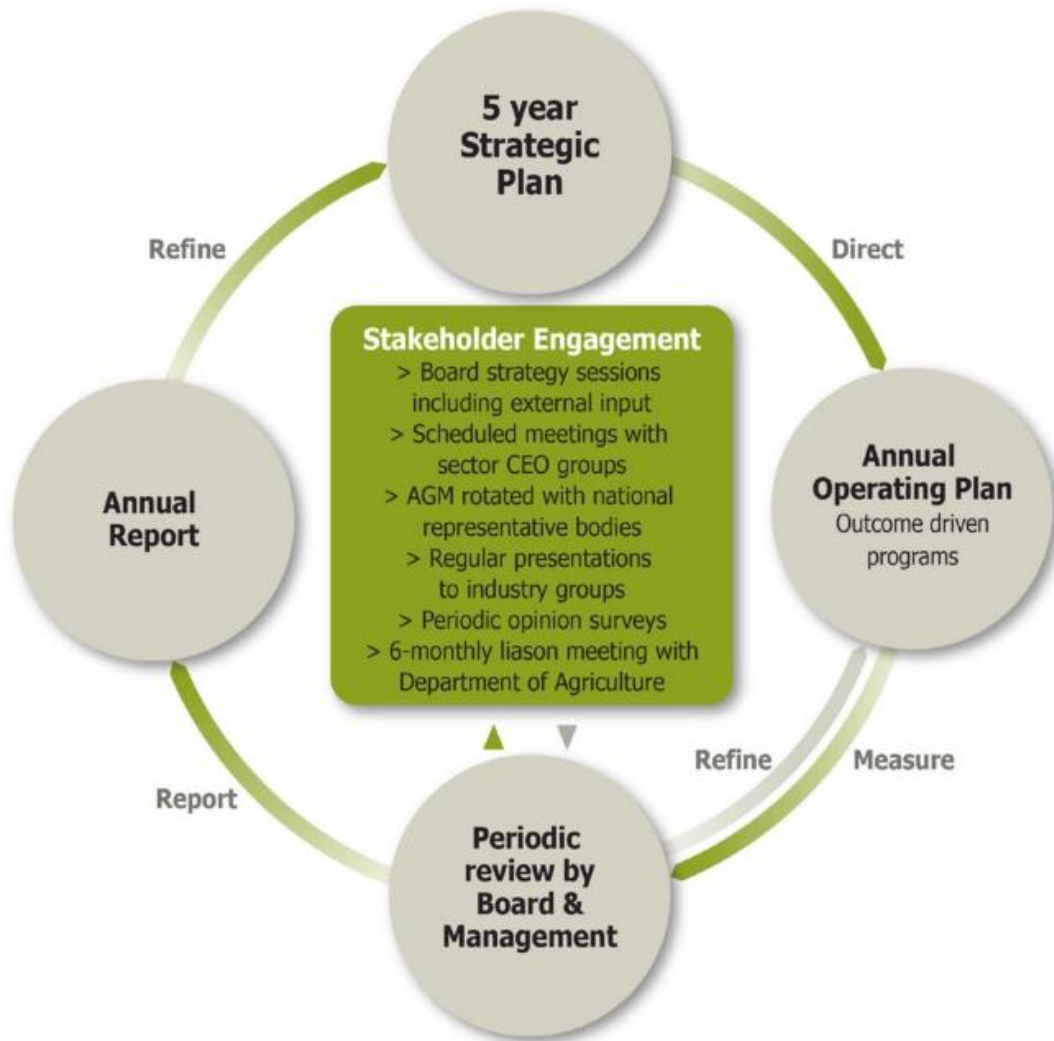 5 year
Strategic
Plan
Refine
Direct
Stakeholder Engagement
> Board strategy sessions
including external input
> Scheduled meetings with
sector CEO groups
> AGM rotated with national
representative bodies
> Regular presentations
to industry groups
> Periodic opinion surveys
> 6-monthly liason meeting with
Department of Agriculture
Annual
Report
Annual
Operating Plan
Outcome driven
programs
Refine
Measure
Report
Periodic
review by
Board &
Management